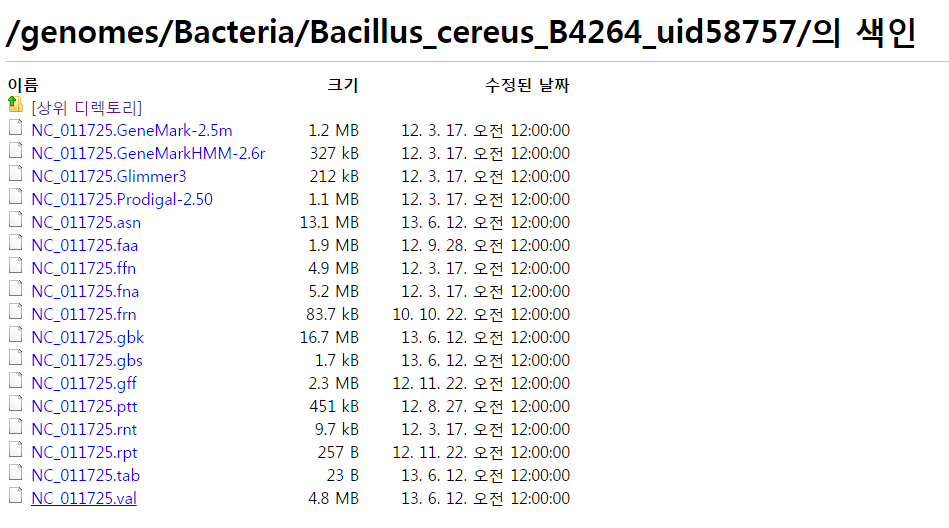 /genomes/Bacteria/Bacillus_cereus_B4264_uid58757/의 색인
이름 크기 수정된 날짜
[상위 디렉토리]
NC_011725.GeneMark-2.5m 1.2 MB 12. 3. 17. 오전 12:00:00
NC_011725.GeneMarkHMM-2.6r 327 kB 12. 3. 17. 오전 12:00:00
NC_011725.Glimmer3 212 kB 12. 3. 17. 오전 12:00:00
NC_011725.Prodigal-2.50 1.1 MB 12. 3. 17. 오전 12:00:00
NC_011725.asn 13.1 MB 13. 6. 12. 오전 12:00:00
NC_011725.faa 1.9 MB 12. 9. 28. 오전 12:00:00
NC_011725.ffn 4.9 MB 12. 3. 17. 오전 12:00:00
NC_011725.fna 5.2 MB 12. 3. 17. 오전 12:00:00
NC_011725.frn 83.7 kB 10. 10. 22. 오전 12:00:00
NC_011725.gbk 16.7 MB 13. 6. 12. 오전 12:00:00
NC_011725.gbs 1.7 kB 13. 6. 12. 오전 12:00:00
NC_011725.gff 2.3 MB 12. 11. 22. 오전 12:00:00
NC_011725.ptt 451 kB 12. 8. 27. 오전 12:00:00
NC_011725.rnt 9.7 kB 12. 3. 17. 오전 12:00:00
NC_011725.rpt 257 B 12. 11. 22. 오전 12:00:00
NC_011725.tab 23 B 13. 6. 12. 오전 12:00:00
NC_011725.val 4.8 MB 13. 6. 12. 오전 12:00:00